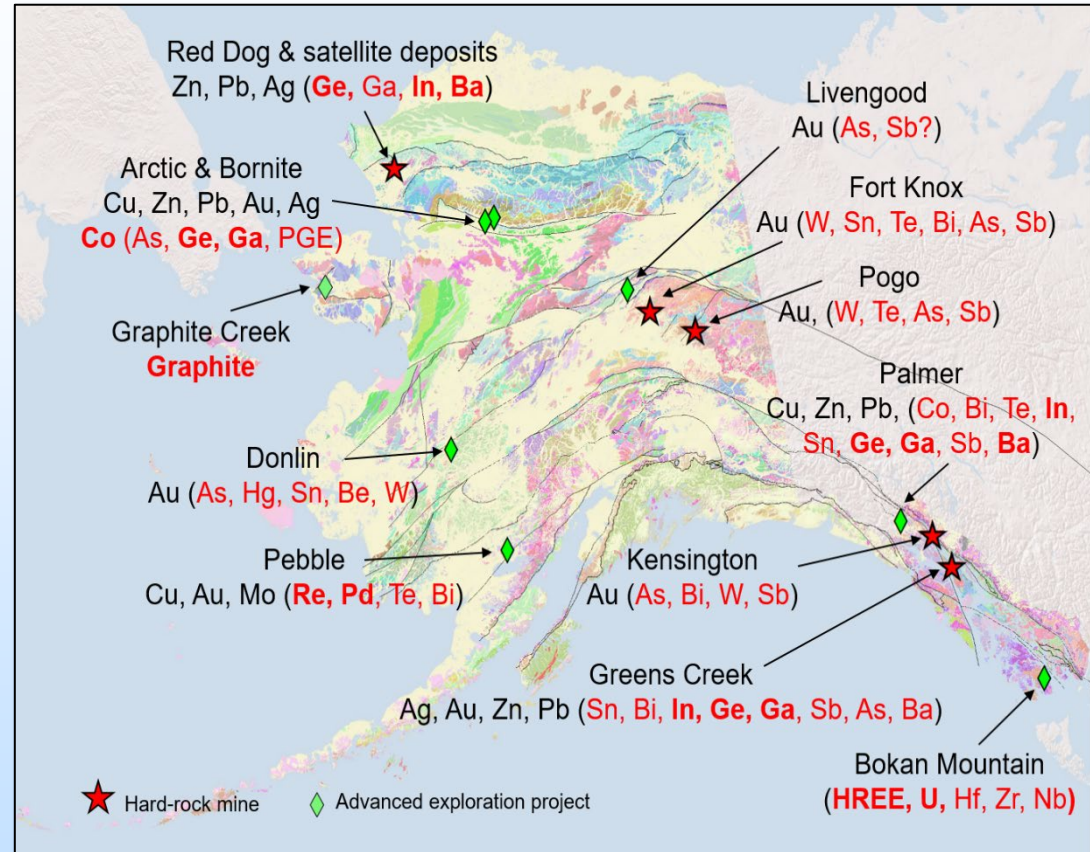 Red Dog & satellite deposits
Zn, Pb, Ag (Ge, Ga, In, Ba)
Livengood
Au (As, Sb?)
Arctic & Bornite
Cu, Zn, Pb, Au, Ag
Co (As, Ge, Ga, PGE)
Fort Knox
Au (W, Sn, Te, Bi, As, Sb)
Pogo
Au, (W, Te, As, Sb)
Graphite Creek
Graphite
Palmer
Cu, Zn, Pb, (Co, Bi, Te, In,
Sn, Ge, Ga, Sb, Ba)
Donlin
Au (As, Hg, Sn, Be, W)
Pebble
Cu, Au, Mo (Re, Pd, Te, Bi)
Kensington
Au (As, Bi, W, Sb)
Greens Creek
Ag, Au, Zn, Pb (Sn, Bi, In, Ge, Ga, Sb, As, Ba)
Bokan Mountain
(HREE, U, Hf, Zr, Nb)
Hard-rock mine
Advanced exploration project